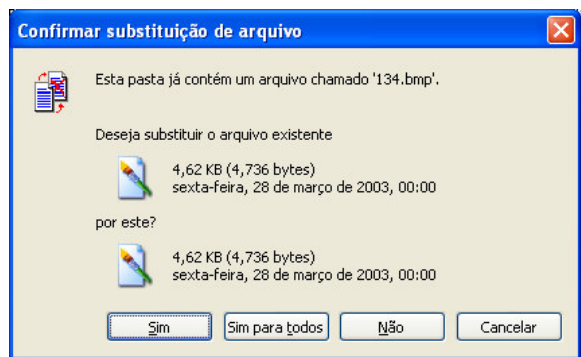 Confirmar substituição de arquivo
Esta pasta já contém um arquivo chamado '134.bmp'.
Deseja substituir o arquivo existente
4,62 KB (4,736 bytes)
sexta-feira, 28 de março de 2003, 00:00
por este?
4,62 KB (4,736 bytes)
sexta-feira, 28 de março de 2003, 00:00
Sim Sim para todos Não Cancelar